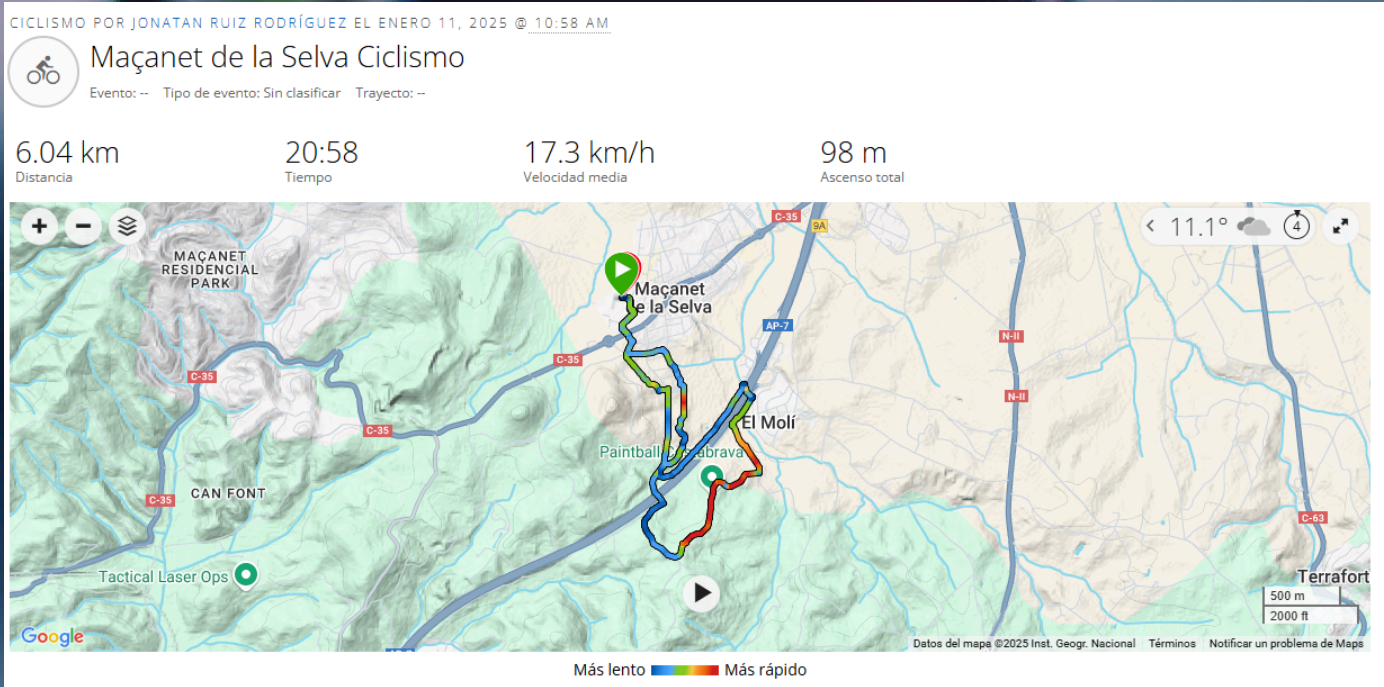 CICLISMO POR JONATAN RUIZ RODRÍGUEZ EL ENERO 11, 2025 @ 10:58 AM
Maçanet de la Selva Ciclismo
Evento: -- Tipo de evento: Sin clasificar Trayecto: --
6.04 km 20:58 17.3 km/h 98 m
Distancia Tiempo Velocidad media Ascenso total
C-35
9A
11.1°
4
MAÇANET
RESIDENCIAL
PARK
Maçanet
e la Selva
AP-7
N-II
C-35
C-35
N-II
C-35
El Molí
Paintball Costabrava
CAN FONT
C-35
C-63
Tactical Laser Ops
Terrafort
500 m
2000 ft
Google
Datos del mapa ©2025 Inst. Geogr. Nacional Términos Notificar un problema de Maps
Más lento Más rápido